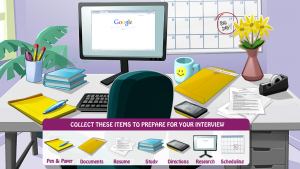 Google
BIG DAY!
COLLECT THESE ITEMS TO PREPARE FOR YOUR INTERVIEW
Pen & Paper Documents Resume Study Directions Research Scheduling